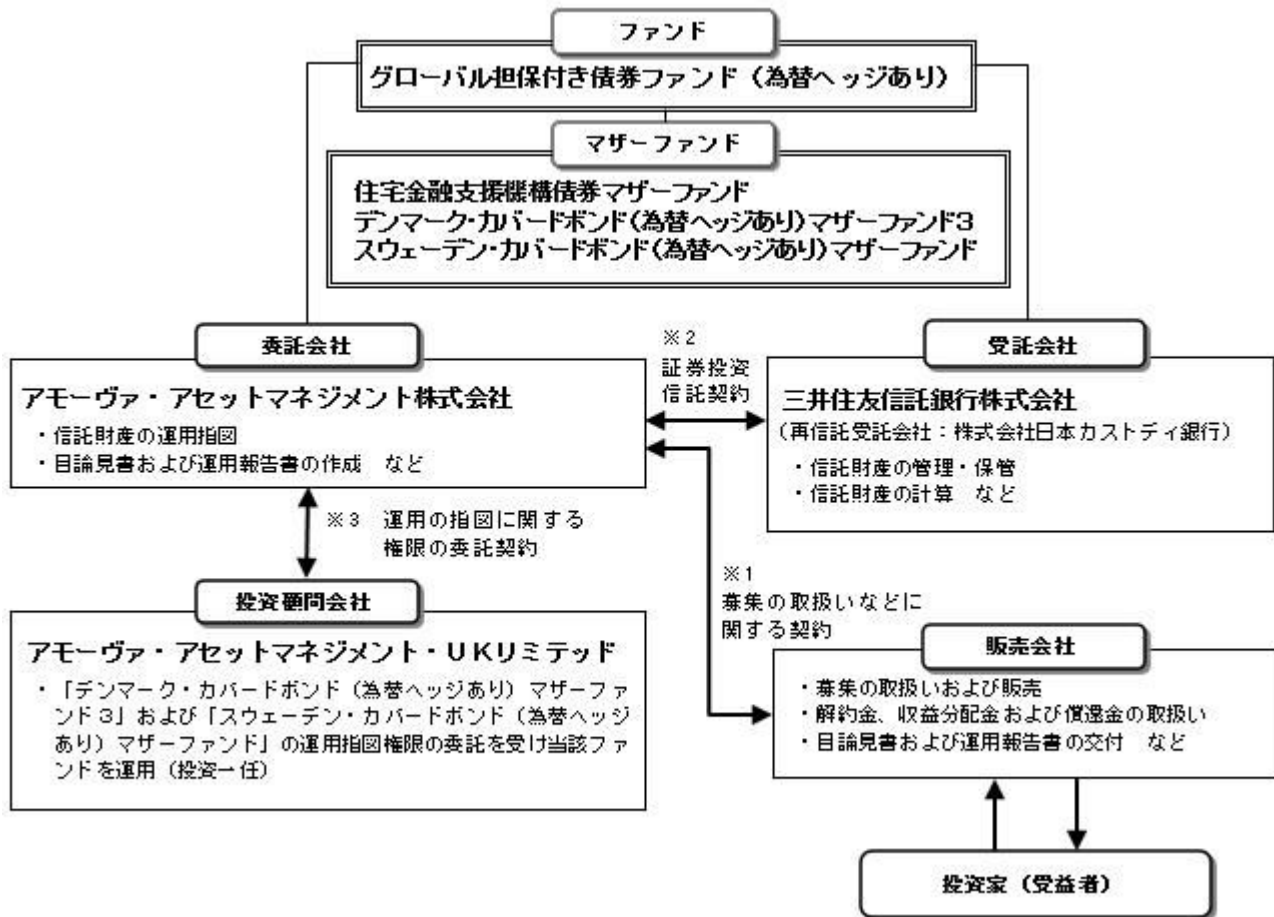 ファンド
グローバル担保付き債券ファンド（為替ヘッジあり）
マザーファンド
住宅金融支援機構債券マザーファンド
デンマーク・カバードボンド（為替ヘッジあり）マザーファンド３
スウェーデン・カバードボンド（為替ヘッジあり）マザーファンド
委託会社
アモーヴァ・アセットマネジメント株式会社
・信託財産の運用指図
・目論見書および運用報告書の作成　など
※２
証券投資
信託契約
受託会社
三井住友信託銀行株式会社
（再信託受託会社：株式会社日本カストディ銀行）
・信託財産の管理・保管
・信託財産の計算　など
※３　運用の指図に関する
権限の委託契約
投資顧問会社
アモーヴァ・アセットマネジメント・ＵＫリミテッド
・「デンマーク・カバードボンド（為替ヘッジあり）マザーファ
ンド３」および「スウェーデン・カバードボンド（為替ヘッジ
あり）マザーファンド」の運用指図権限の委託を受け当該ファ
ンドを運用（投資一任）
※１
募集の取扱いなどに
関する契約
販売会社
・募集の取扱いおよび販売
・解約金、収益分配金および償還金の取扱い
・目論見書および運用報告書の交付　など
投資家（受益者）